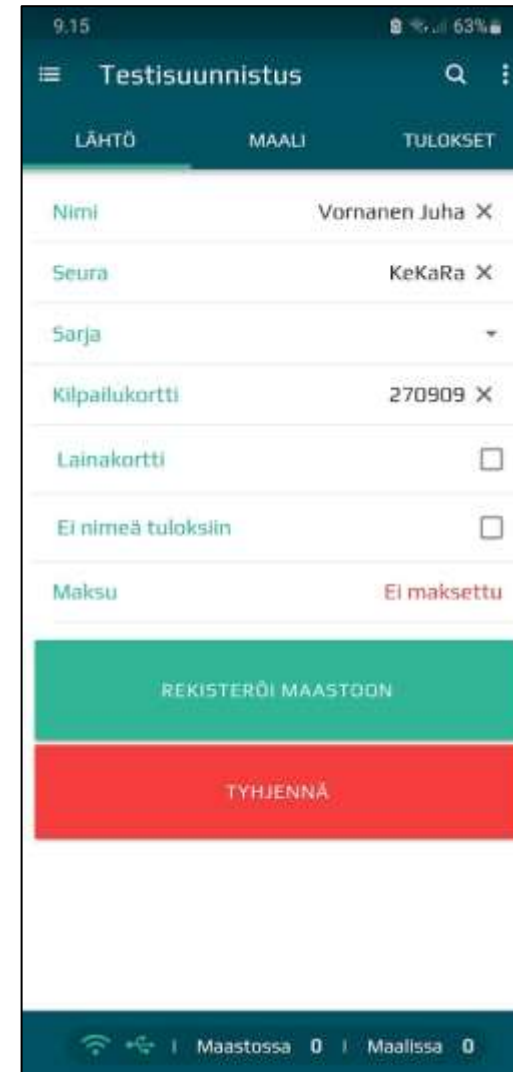 9.15 63%
Testisuunnistus
LÄHTÖ MAALI TULOKSET
Nimi Vornanen Juha
Seura KeKaRa
Sarja
Kilpailukortti 270909
Lainakortti
Ei nimeä tuloksiin
Maksu Ei maksettu
REKISTERÖI MAASTOON
TYHJENNÄ
Maastossa 0 | Maalissa 0